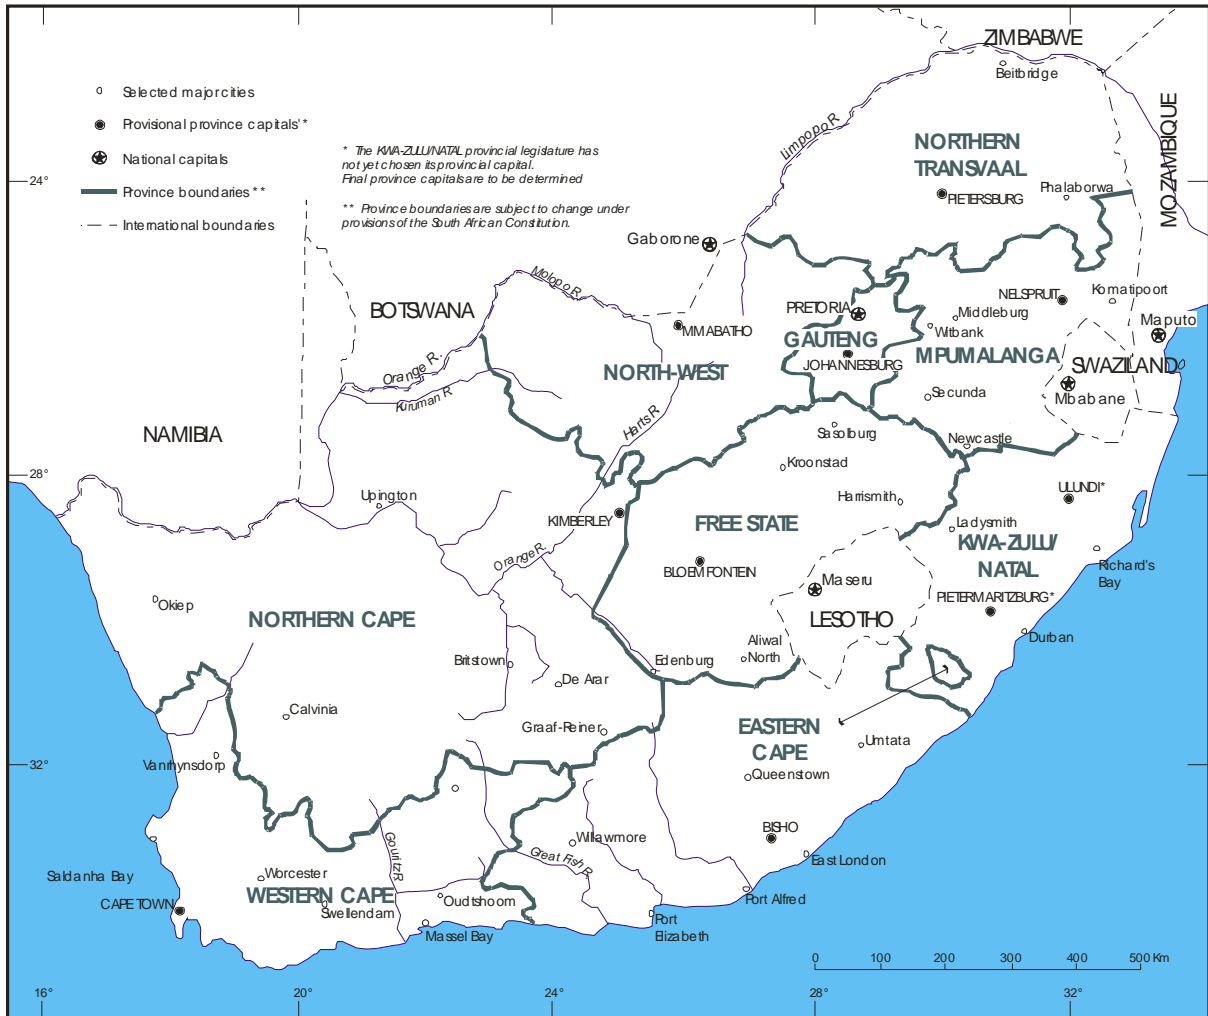 ZIMBABWE
Beitbridge
Selected major cities
Provisional province capitals'*
National capitals
Province boundaries **
International boundaries
* The KWA-ZULU/NATAL provincial legislature has
not yet chosen its provincial capital.
Final province capitals are to be determined
** Province boundaries are subject to change under
provisions of the South African Constitution.
Limpopo R.
MOZAMBIQUE
NORTHERN
TRANSVAAL
24°
PIETERSBURG
Phalaborwa
Gaborone
Molopo R.
BOTSWANA
MMABATHO
PRETORIA
GAUTENG
JOHANNESBURG
NELSPRUIT
Komatipoort
Middleburg
Witbank
MPUMALANGA
Maputo
SWAZILAND
Mbabane
Secunda
NORTH-WEST
Orange R.
Kuruman R.
Harts R.
NAMIBIA
Sasolburg
Newcastle
Kroonstad
28°
28°
Upington
Harrismith
ULUNDI*
KIMBERLEY
FREE STATE
Ladysmith
KWA-ZULU/
NATAL
Orange R.
BLOEMFONTEIN
Maseru
Richard's
Bay
Okiep
PIETERMARITZBURG*
NORTHERN CAPE
LESOTHO
Durban
Britstown
Edenburg
Aliwal
North
De Arar
Calvinia
Graaf-Reiner
EASTERN
CAPE
Umtata
Vanrhynsdorp
32°
32°
Queenstown
BISHO
Willawmore
Gouritz R.
Great Fish R.
East London
Saldanha Bay
Worcester
WESTERN CAPE
CAPE TOWN
Swellendam
Oudtshoorn
Port Alfred
Massel Bay
Port
Elizabeth
0 100 200 300 400 500 Km
16° 20° 24° 28° 32°